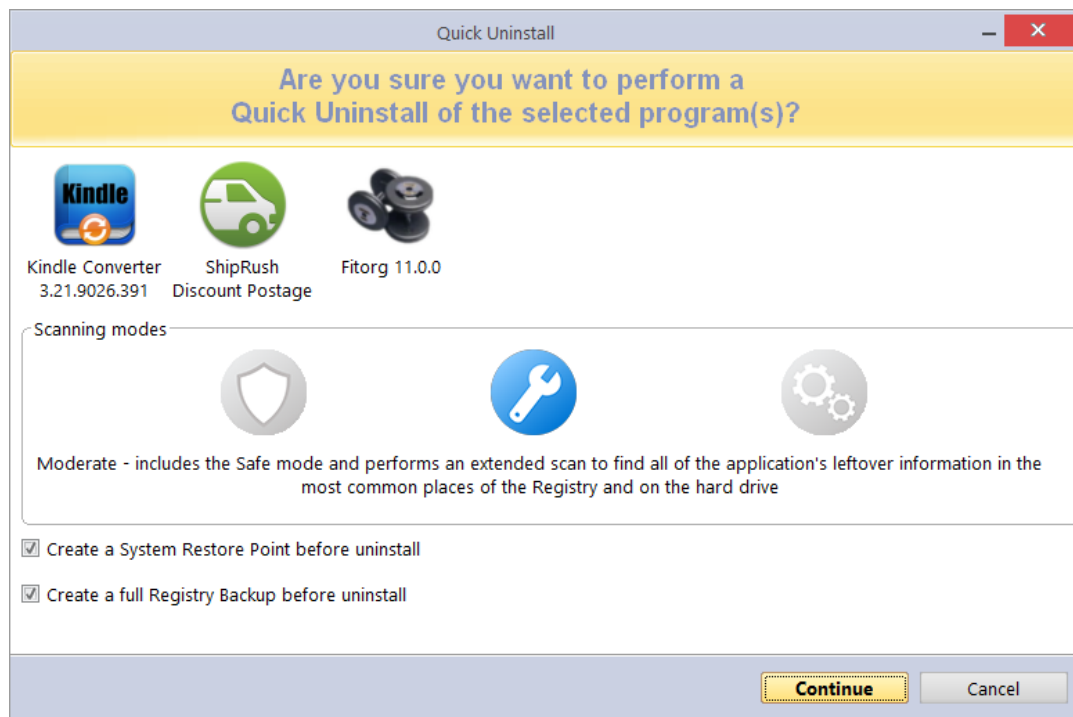 Quick Uninstall
Are you sure you want to perform a
Quick Uninstall of the selected program(s)?
Kindle
Kindle Converter
3.21.9026.391
ShipRush
Discount Postage
Fitorg 11.0.0
Scanning modes
Moderate - includes the Safe mode and performs an extended scan to find all of the application's leftover information in the
most common places of the Registry and on the hard drive
Create a System Restore Point before uninstall
Create a full Registry Backup before uninstall
Continue
Cancel